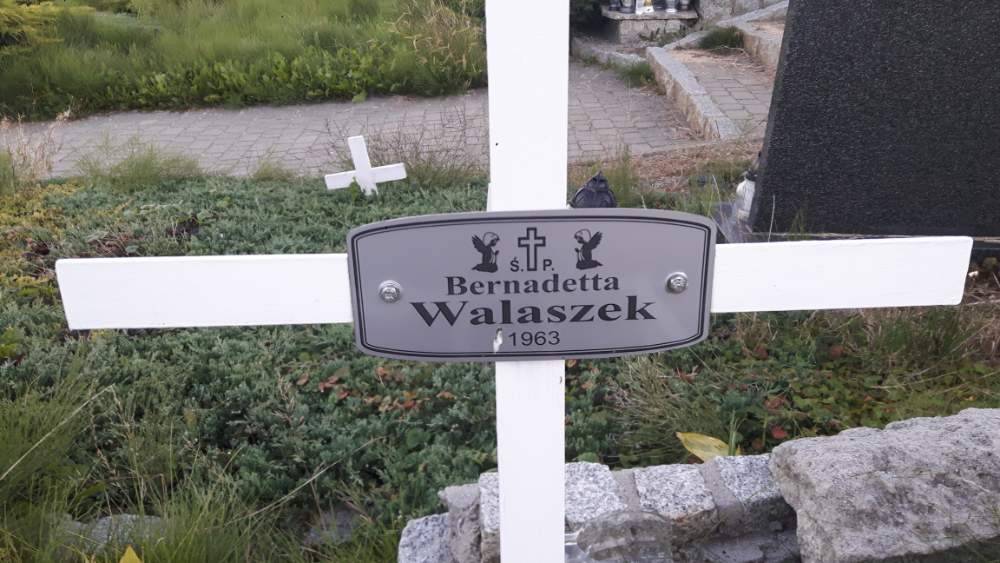 Ś. P.
Bernadetta
Walaszek
1963